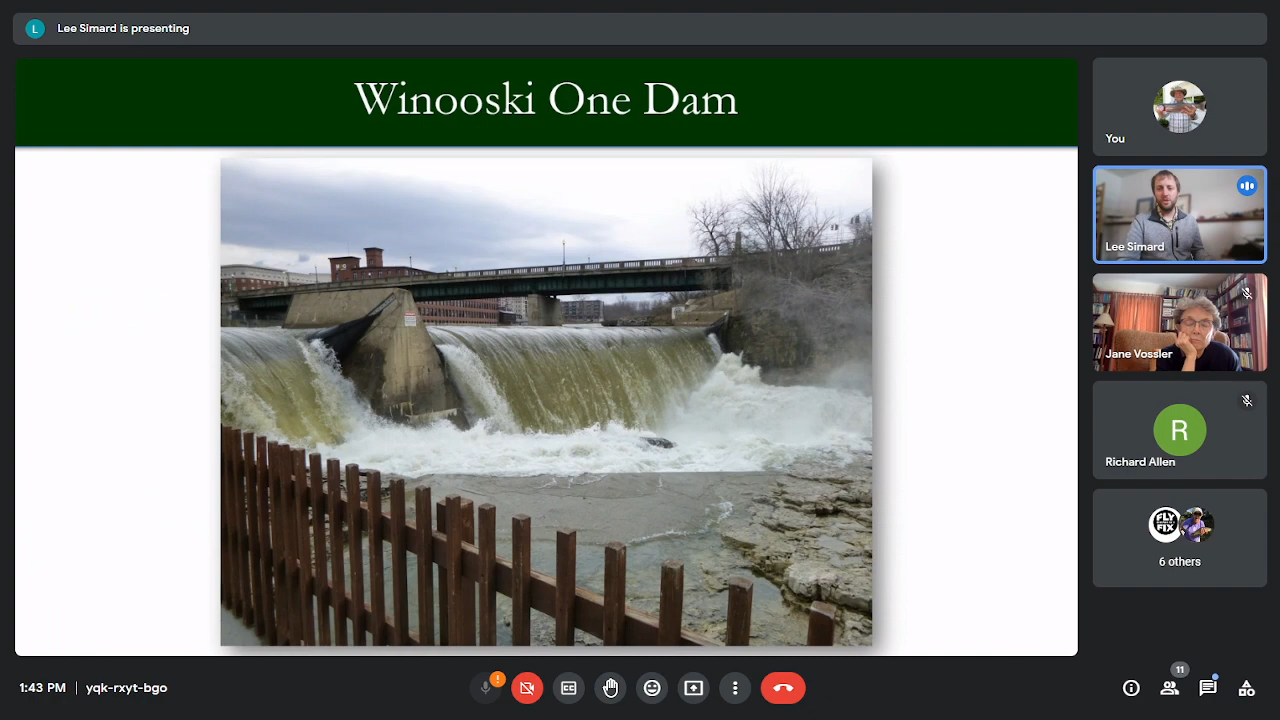 L
Lee Simard is presenting
Winooski One Dam
You
Lee Simard
Jane Vossler
R
Richard Allen
FLY
FIX
6 others
1:43 PM
yqk-rxyt-bgo
CC
11